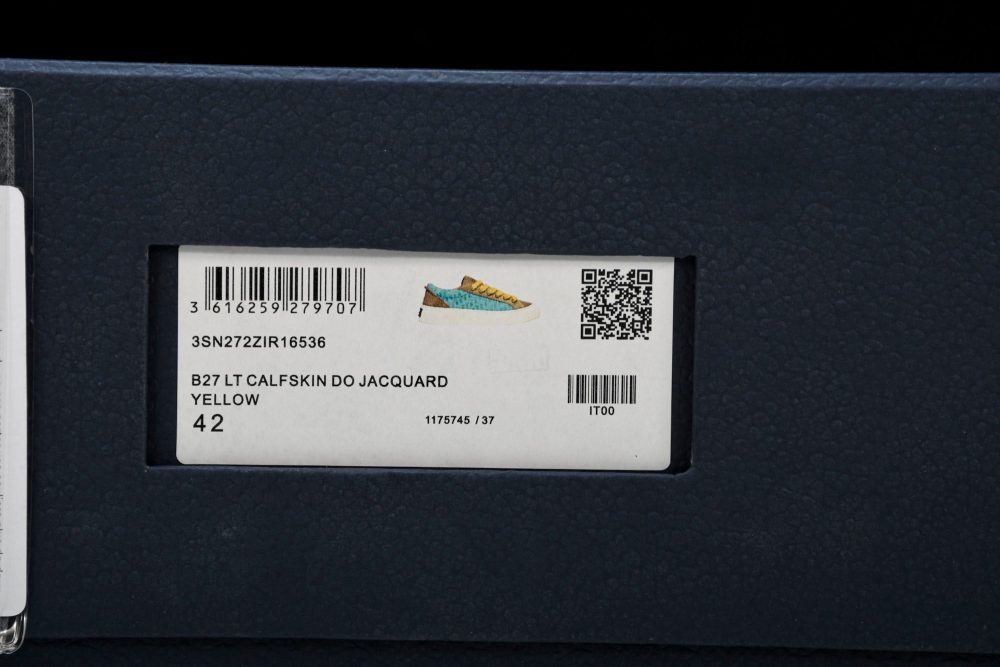 3 616259 279707
3SN272ZIR16536
B27 LT CALFSKIN DO JACQUARD
YELLOW
42
1175745 / 37
IT00